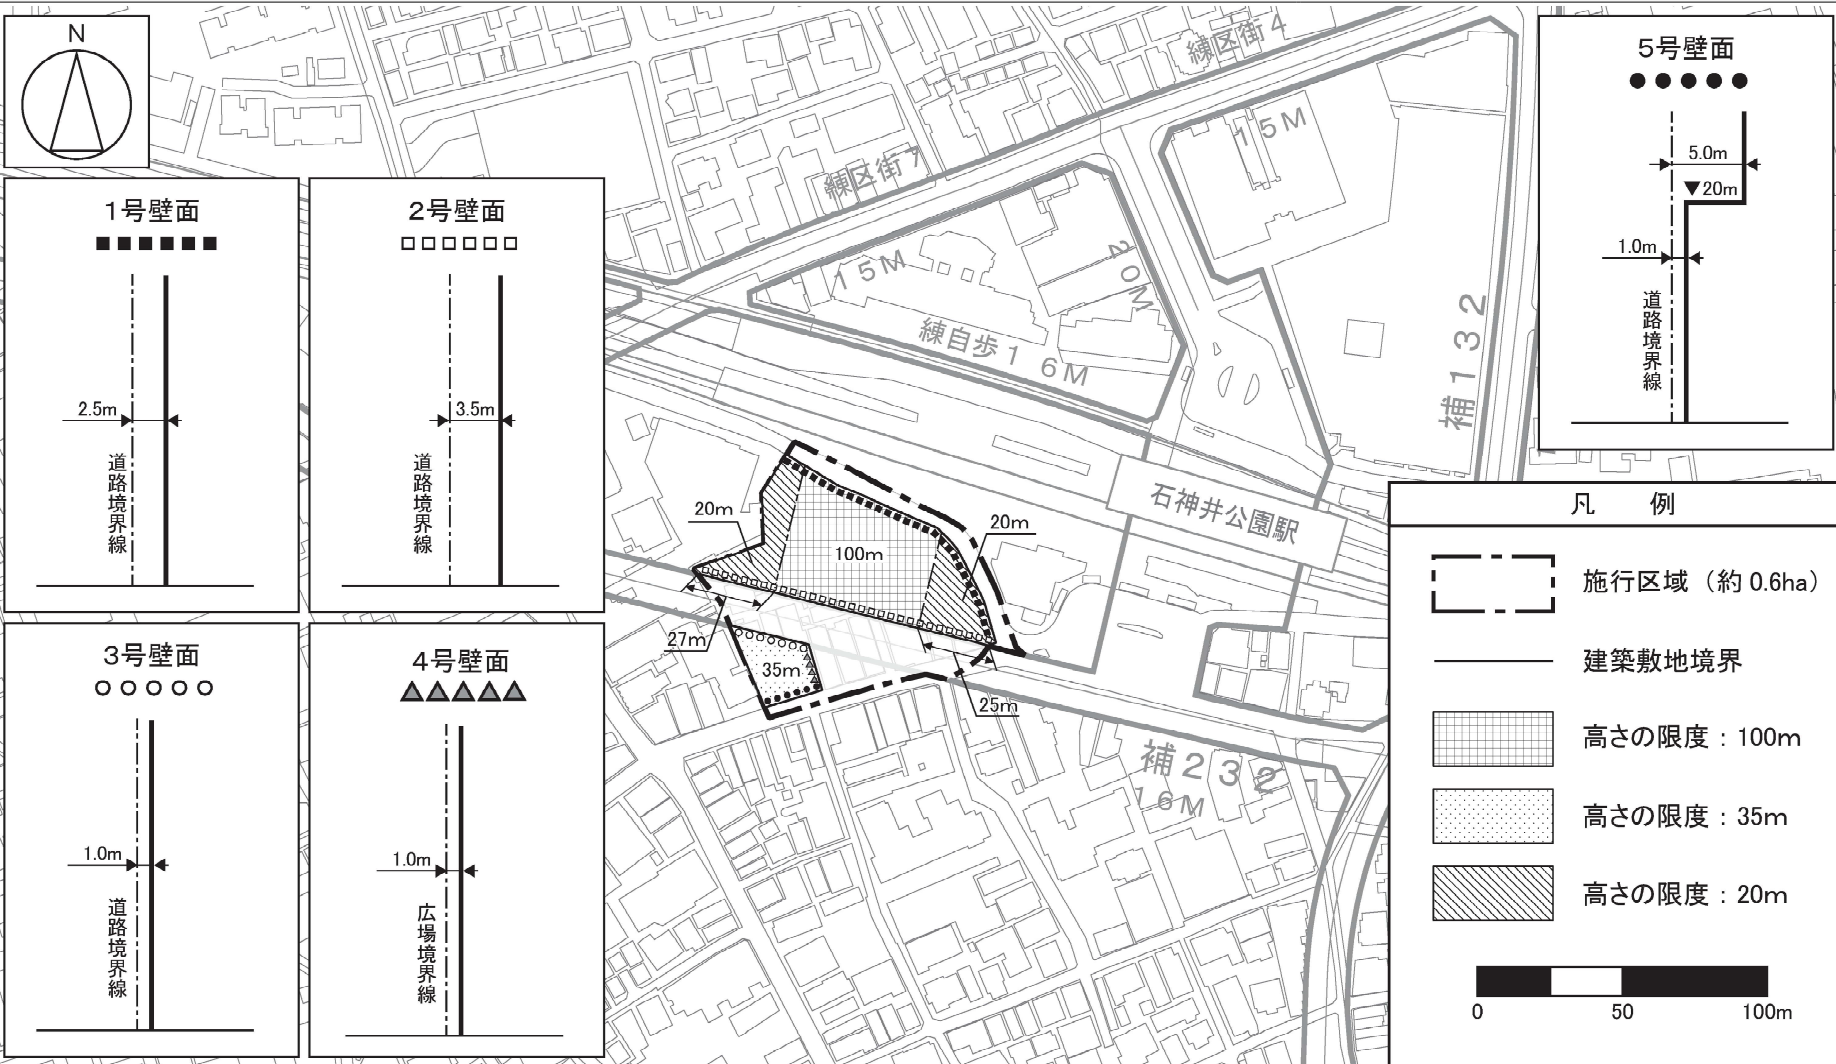 N
1号壁面
2.5m
道路境界線
2号壁面
3.5m
道路境界線
3号壁面
1.0m
道路境界線
4号壁面
1.0m
広場境界線
5号壁面
5.0m
▼20m
1.0m
道路境界線
練区街4
練区街7
15M
15M
20M
練自歩1 6M
補132
石神井公園駅
20m
100m
20m
27m
35m
25m
補232
16M
凡 例
施行区域（約 0.6ha）
建築敷地境界
高さの限度：100m
高さの限度：35m
高さの限度：20m
0 50 100m